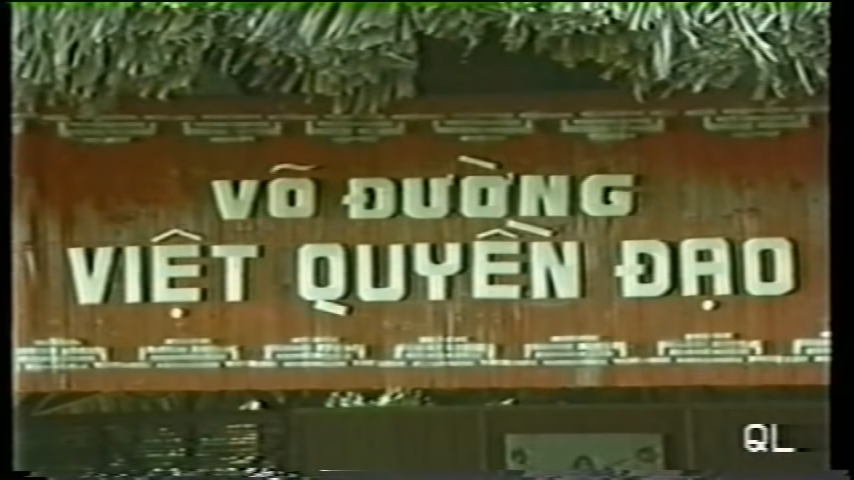 VÕ ĐƯỜNG
VIỆT QUYỀN ĐẠO
QL